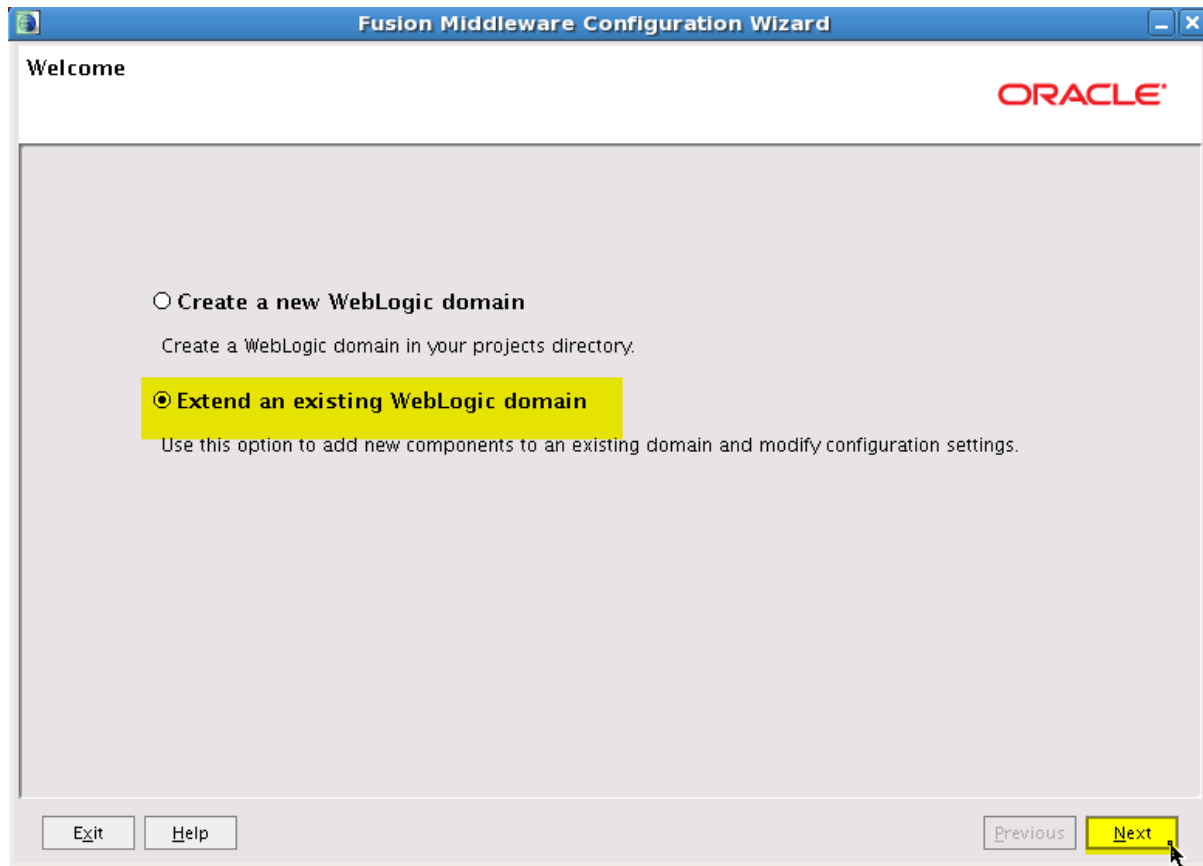 Fusion Middleware Configuration Wizard
Welcome
ORACLE
Create a new WebLogic domain
Create a WebLogic domain in your projects directory.
Extend an existing WebLogic domain
Use this option to add new components to an existing domain and modify configuration settings.
Exit Help Previous Next